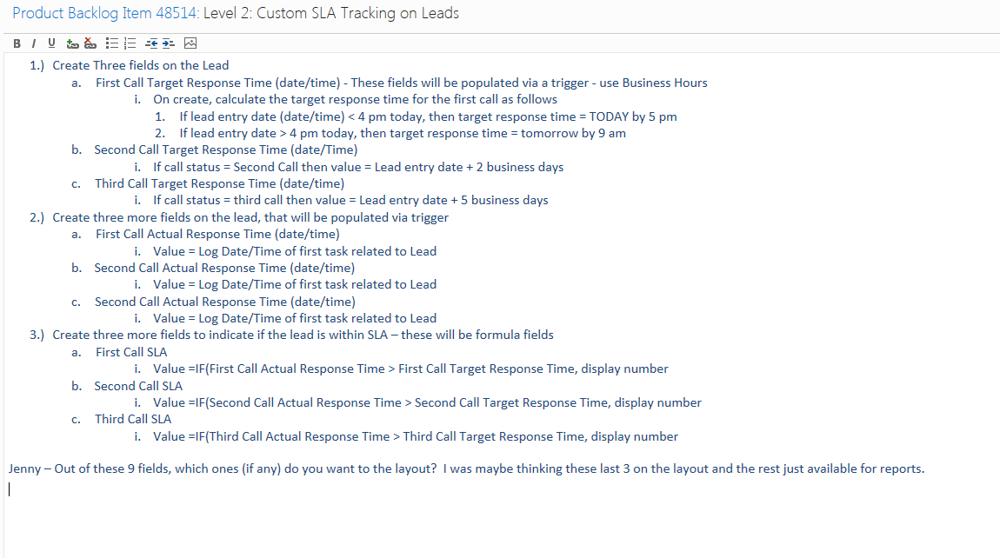 Product Backlog Item 48514: Level 2: Custom SLA Tracking on Leads
B I U
1.) Create Three fields on the Lead
a. First Call Target Response Time (date/time) - These fields will be populated via a trigger - use Business Hours
i. On create, calculate the target response time for the first call as follows
1. If lead entry date (date/time) < 4 pm today, then target response time = TODAY by 5 pm
2. If lead entry date > 4 pm today, then target response time = tomorrow by 9 am
b. Second Call Target Response Time (date/Time)
i. If call status = Second Call then value = Lead entry date + 2 business days
c. Third Call Target Response Time (date/time)
i. If call status = third call then value = Lead entry date + 5 business days
2.) Create three more fields on the lead, that will be populated via trigger
a. First Call Actual Response Time (date/time)
i. Value = Log Date/Time of first task related to Lead
b. Second Call Actual Response Time (date/time)
i. Value = Log Date/Time of first task related to Lead
c. Second Call Actual Response Time (date/time)
i. Value = Log Date/Time of first task related to Lead
3.) Create three more fields to indicate if the lead is within SLA – these will be formula fields
a. First Call SLA
i. Value =IF(First Call Actual Response Time > First Call Target Response Time, display number
b. Second Call SLA
i. Value =IF(Second Call Actual Response Time > Second Call Target Response Time, display number
c. Third Call SLA
i. Value =IF(Third Call Actual Response Time > Third Call Target Response Time, display number
Jenny – Out of these 9 fields, which ones (if any) do you want to the layout? I was maybe thinking these last 3 on the layout and the rest just available for reports.